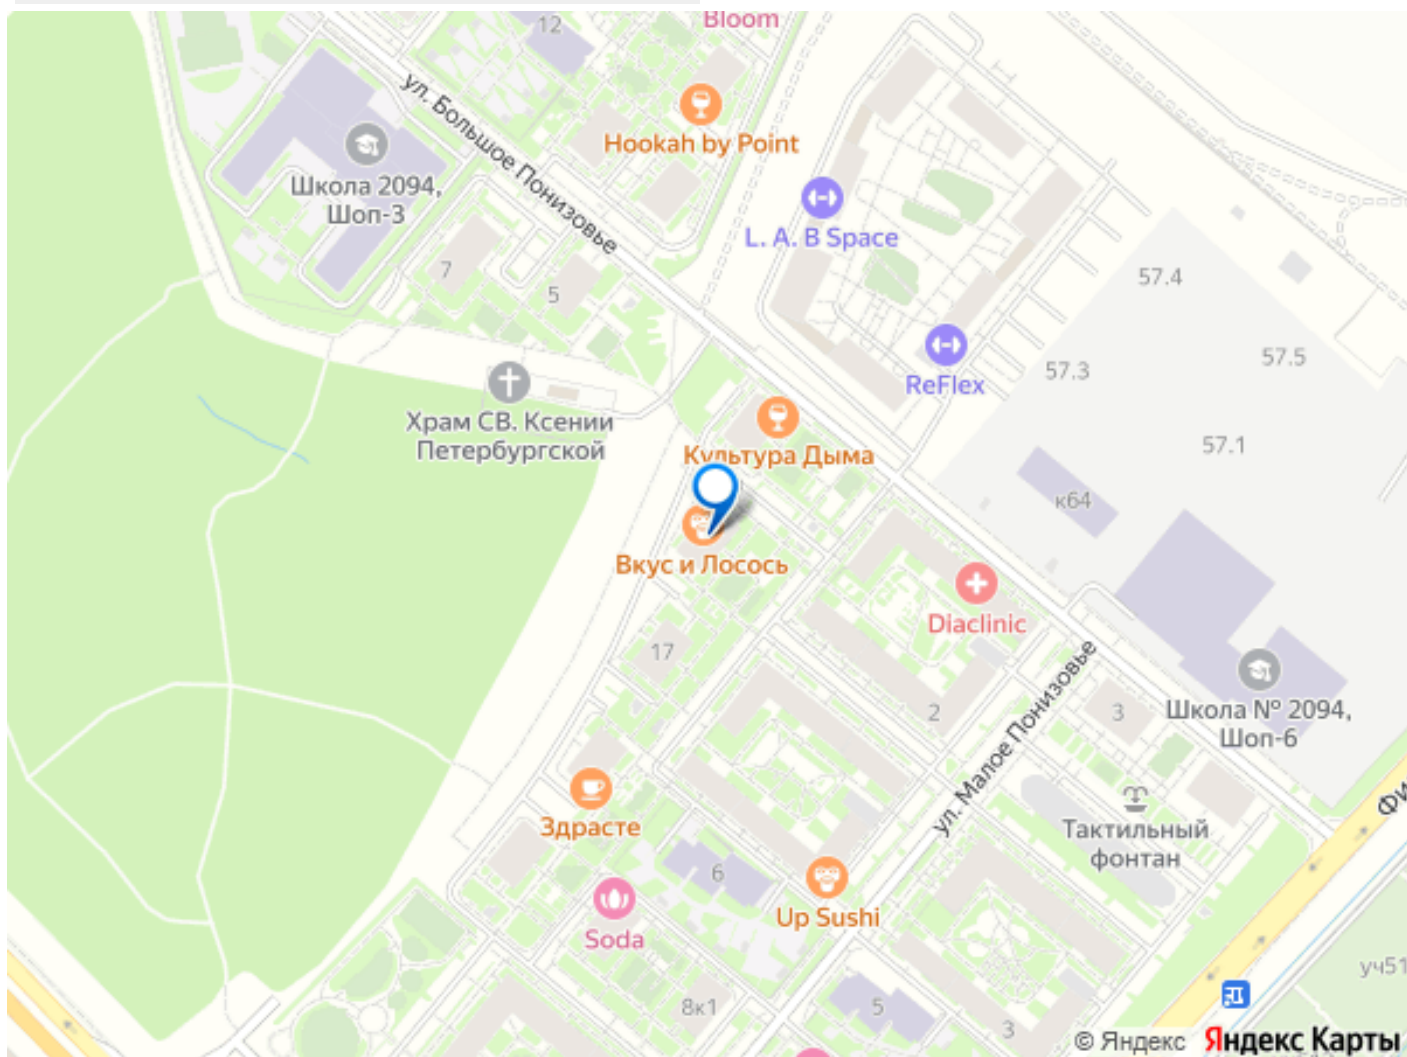 Bloom
12
ул. Большое Понизовье
Hookah by Point
Школа 2094,
Шоп-3
L. A. B Space
7
5
57.4
57.5
57.3
ReFlex
57.1
Храм СВ. Ксении
Петербургской
Культура Дыма
к64
Вкус и Лосось
Diaclinic
17
2
ул. Малое Понизовье
3
Школа № 2094,
Шоп-6
Здрасте
Тактильный
фонтан
6
Up Sushi
Soda
уч51
8к1
5
3
© Яндекс Яндекс Карты